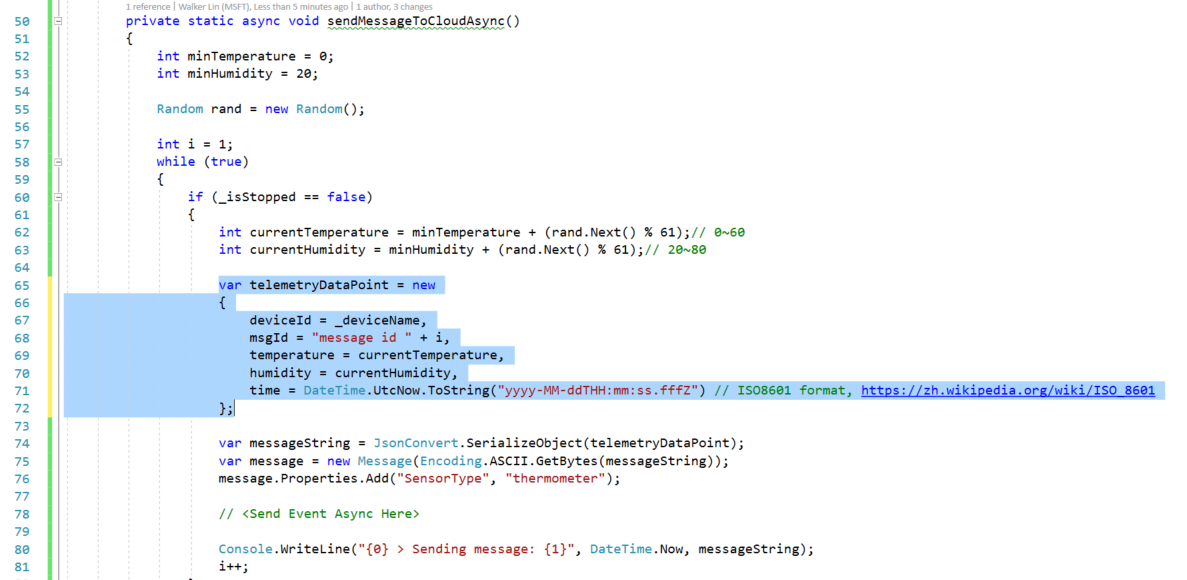 1 reference | Walker Lin (MSFT), Less than 5 minutes ago | 1 author, 3 changes
50 private static async void sendMessageToCloudAsync()
51 {
52 int minTemperature = 0;
53 int minHumidity = 20;
54
55 Random rand = new Random();
56
57 int i = 1;
58 while (true)
59 {
60 if (_isStopped == false)
61 {
62 int currentTemperature = minTemperature + (rand.Next() % 61);// 0~60
63 int currentHumidity = minHumidity + (rand.Next() % 61);// 20~80
64
65 var telemetryDataPoint = new
66 {
67 deviceId = _deviceName,
68 msgId = "message id " + i,
69 temperature = currentTemperature,
70 humidity = currentHumidity,
71 time = DateTime.UtcNow.ToString("yyyy-MM-ddTHH:mm:ss.fffZ") // ISO8601 format, https://zh.wikipedia.org/wiki/ISO_8601
72 };
73
74 var messageString = JsonConvert.SerializeObject(telemetryDataPoint);
75 var message = new Message(Encoding.ASCII.GetBytes(messageString));
76 message.Properties.Add("SensorType", "thermometer");
77
78 // <Send Event Async Here>
79
80 Console.WriteLine("{0} > Sending message: {1}", DateTime.Now, messageString);
81 i++;